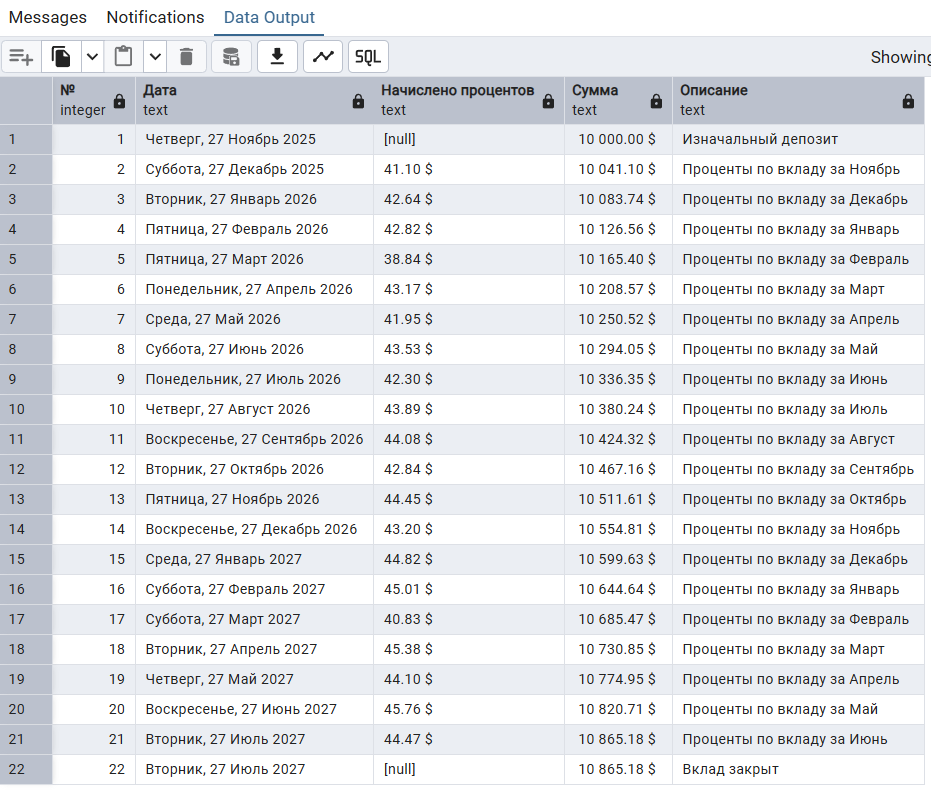 Messages Notifications Data Output
SQL Showing
№ Дата Начислено процентов Сумма Описание
integer text text text text
1 1 Четверг, 27 Ноябрь 2025 [null] 10 000.00 $ Изначальный депозит
2 2 Суббота, 27 Декабрь 2025 41.10 $ 10 041.10 $ Проценты по вкладу за Ноябрь
3 3 Вторник, 27 Январь 2026 42.64 $ 10 083.74 $ Проценты по вкладу за Декабрь
4 4 Пятница, 27 Февраль 2026 42.82 $ 10 126.56 $ Проценты по вкладу за Январь
5 5 Пятница, 27 Март 2026 38.84 $ 10 165.40 $ Проценты по вкладу за Февраль
6 6 Понедельник, 27 Апрель 2026 43.17 $ 10 208.57 $ Проценты по вкладу за Март
7 7 Среда, 27 Май 2026 41.95 $ 10 250.52 $ Проценты по вкладу за Апрель
8 8 Суббота, 27 Июнь 2026 43.53 $ 10 294.05 $ Проценты по вкладу за Май
9 9 Понедельник, 27 Июль 2026 42.30 $ 10 336.35 $ Проценты по вкладу за Июнь
10 10 Четверг, 27 Август 2026 43.89 $ 10 380.24 $ Проценты по вкладу за Июль
11 11 Воскресенье, 27 Сентябрь 2026 44.08 $ 10 424.32 $ Проценты по вкладу за Август
12 12 Вторник, 27 Октябрь 2026 42.84 $ 10 467.16 $ Проценты по вкладу за Сентябрь
13 13 Пятница, 27 Ноябрь 2026 44.45 $ 10 511.61 $ Проценты по вкладу за Октябрь
14 14 Воскресенье, 27 Декабрь 2026 43.20 $ 10 554.81 $ Проценты по вкладу за Ноябрь
15 15 Среда, 27 Январь 2027 44.82 $ 10 599.63 $ Проценты по вкладу за Декабрь
16 16 Суббота, 27 Февраль 2027 45.01 $ 10 644.64 $ Проценты по вкладу за Январь
17 17 Суббота, 27 Март 2027 40.83 $ 10 685.47 $ Проценты по вкладу за Февраль
18 18 Вторник, 27 Апрель 2027 45.38 $ 10 730.85 $ Проценты по вкладу за Март
19 19 Четверг, 27 Май 2027 44.10 $ 10 774.95 $ Проценты по вкладу за Апрель
20 20 Воскресенье, 27 Июнь 2027 45.76 $ 10 820.71 $ Проценты по вкладу за Май
21 21 Вторник, 27 Июль 2027 44.47 $ 10 865.18 $ Проценты по вкладу за Июнь
22 22 Вторник, 27 Июль 2027 [null] 10 865.18 $ Вклад закрыт